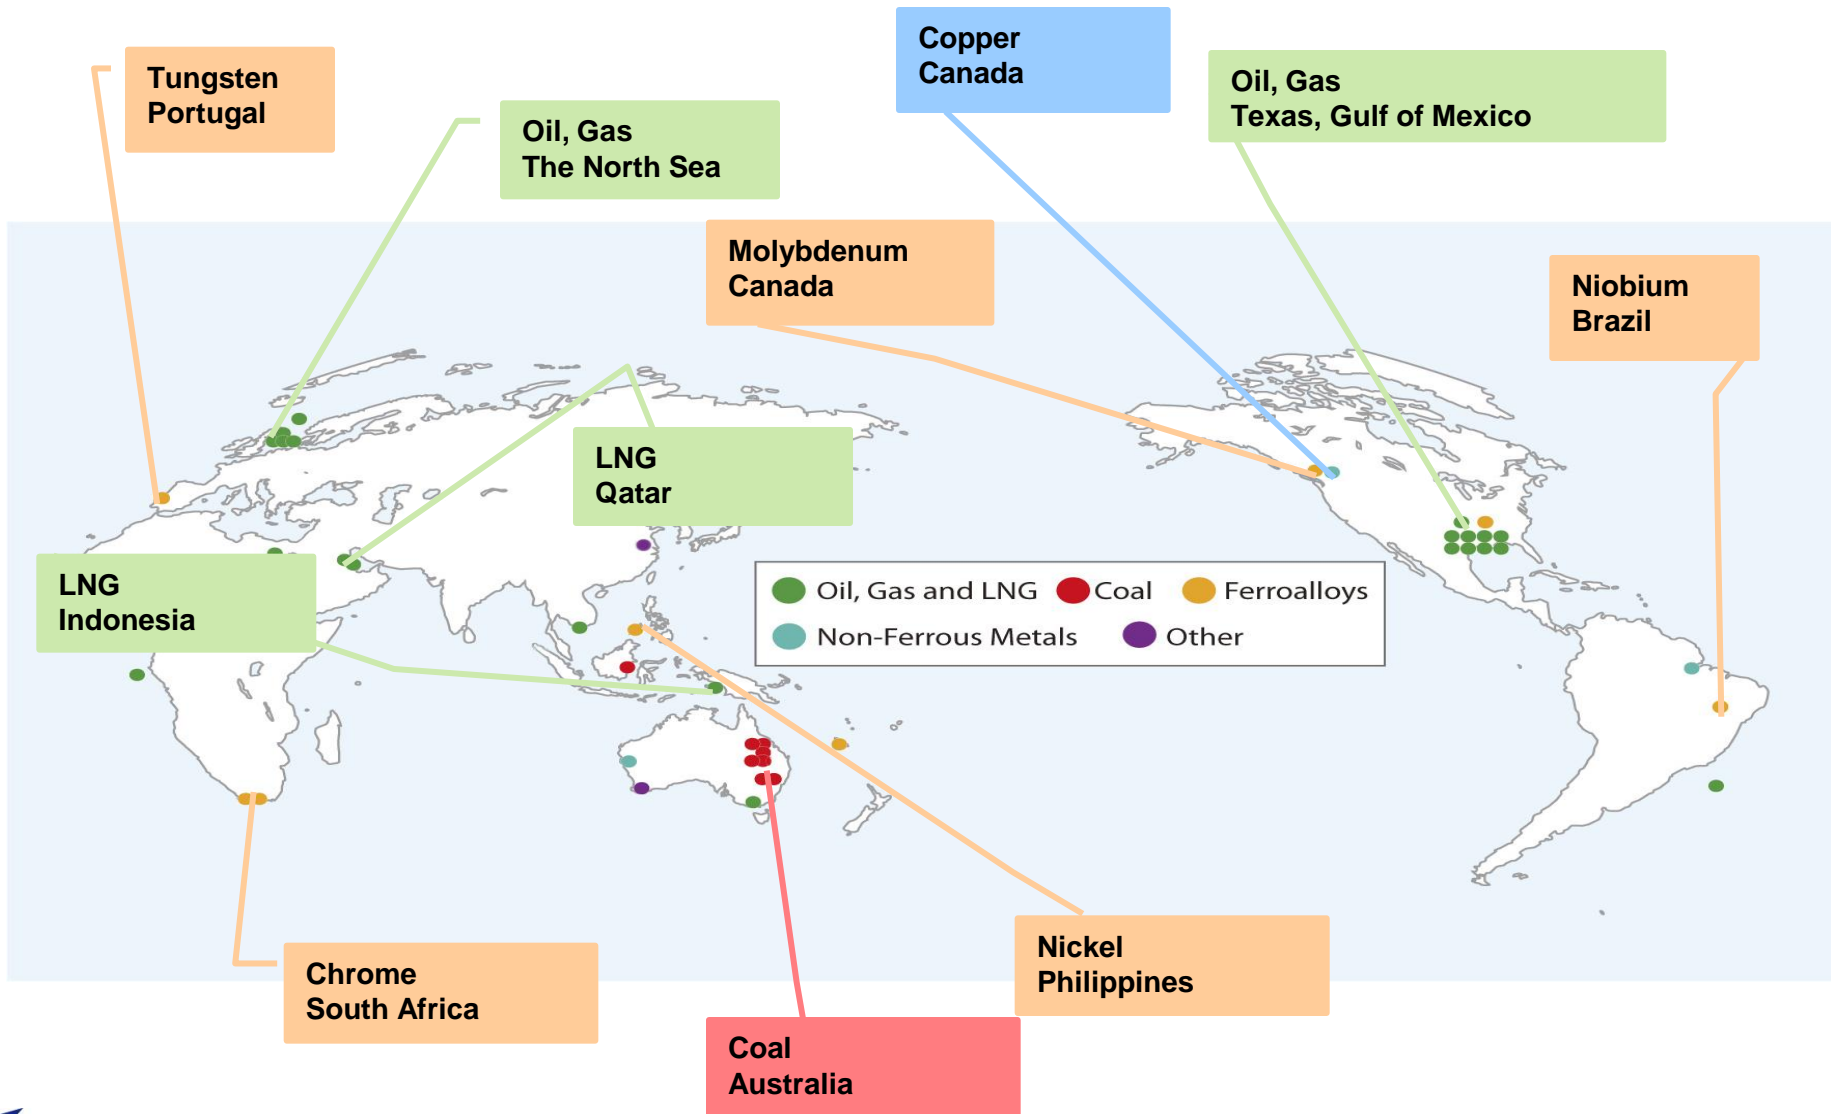 Copper
Canada
Tungsten
Portugal
Oil, Gas
Texas, Gulf of Mexico
Oil, Gas
The North Sea
Molybdenum
Canada
Niobium
Brazil
LNG
Qatar
LNG
Indonesia
Oil, Gas and LNG
Coal
Ferroalloys
Non-Ferrous Metals
Other
Nickel
Philippines
Chrome
South Africa
Coal
Australia